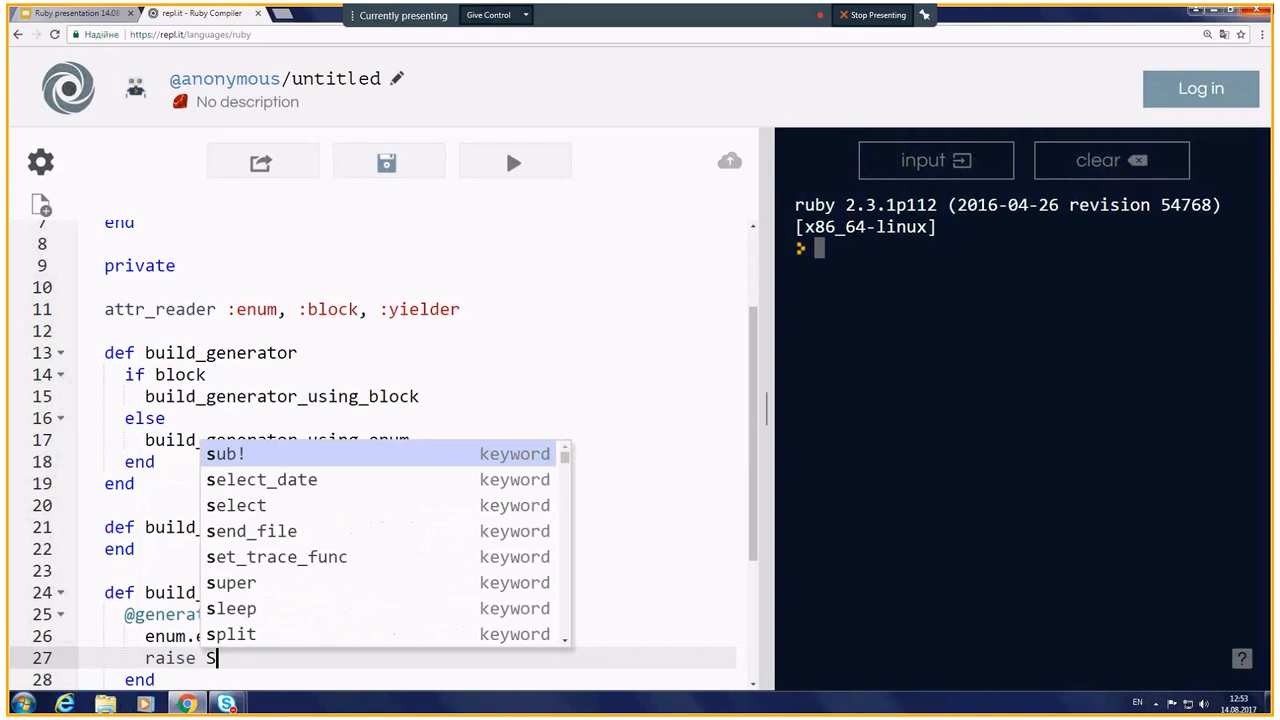 Ruby presentation 14.08
repl.it - Ruby Compiler
Currently presenting
Give Control
Stop Presenting
Надійне
https://repl.it/languages/ruby
@anonymous/untitled
No description
Log in
input
clear
ruby 2.3.1p112 (2016-04-26 revision 54768)
[x86_64-linux]
7 end
8
9 private
10
11 attr_reader :enum, :block, :yielder
12
13 def build_generator
14 if block
15 build_generator_using_block
16 else
17 build_generator_using_enum
18 end
19 end
20
21 def build_
22 end
23
24 def build_
25 @generat
26 enum.e
27 raise S
28 end
sub! keyword
select_date keyword
select keyword
send_file keyword
set_trace_func keyword
super keyword
sleep keyword
split keyword
?
EN
12:53
14.08.2017